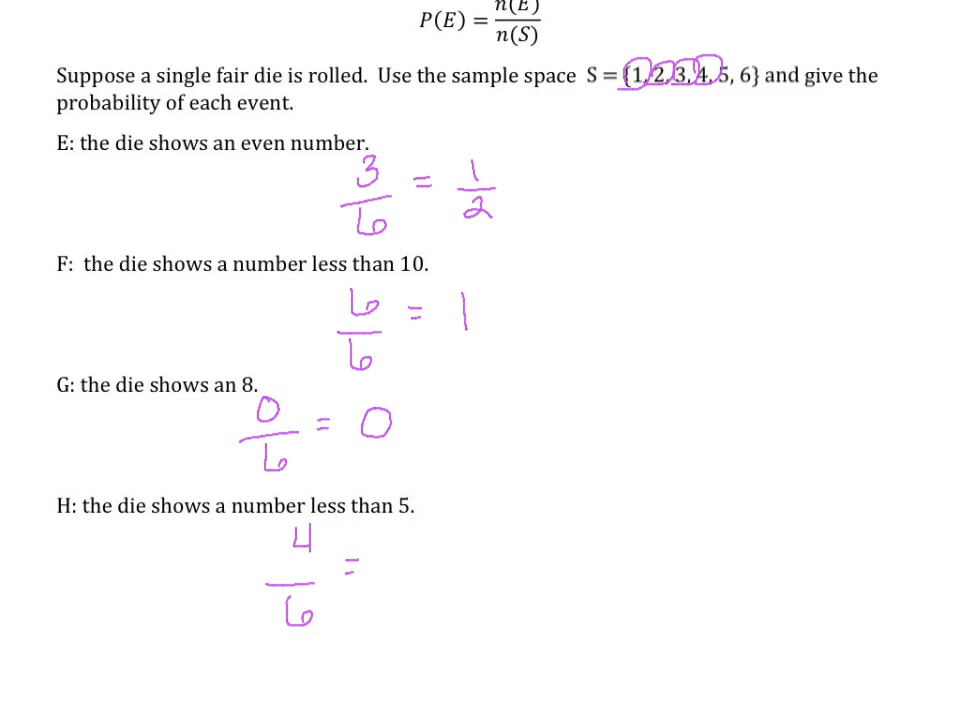 P(E) = n(E)/n(S)
Suppose a single fair die is rolled. Use the sample space S = {1, 2, 3, 4, 5, 6} and give the
probability of each event.
E: the die shows an even number.
3/6 = 1/2
F: the die shows a number less than 10.
6/6 = 1
G: the die shows an 8.
0/6 = 0
H: the die shows a number less than 5.
4/6 =